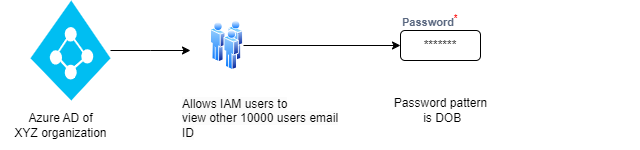 Password*
*******
Azure AD of
XYZ organization
Allows IAM users to
view other 10000 users email
ID
Password pattern
is DOB